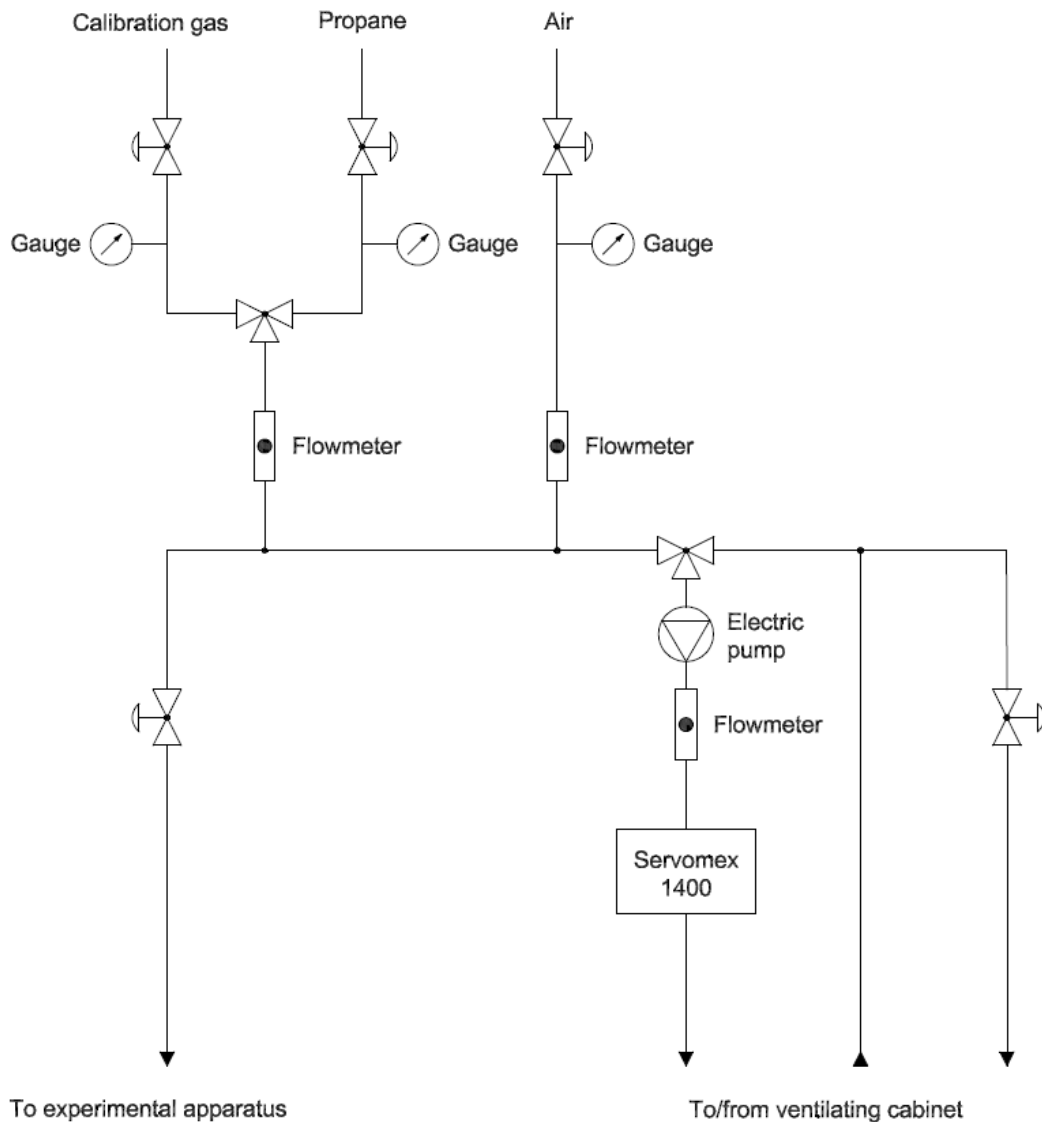 Calibration gas
Propane
Air
Gauge
Gauge
Gauge
Flowmeter
Flowmeter
Electric
pump
Flowmeter
Servomex
1400
To experimental apparatus
To/from ventilating cabinet